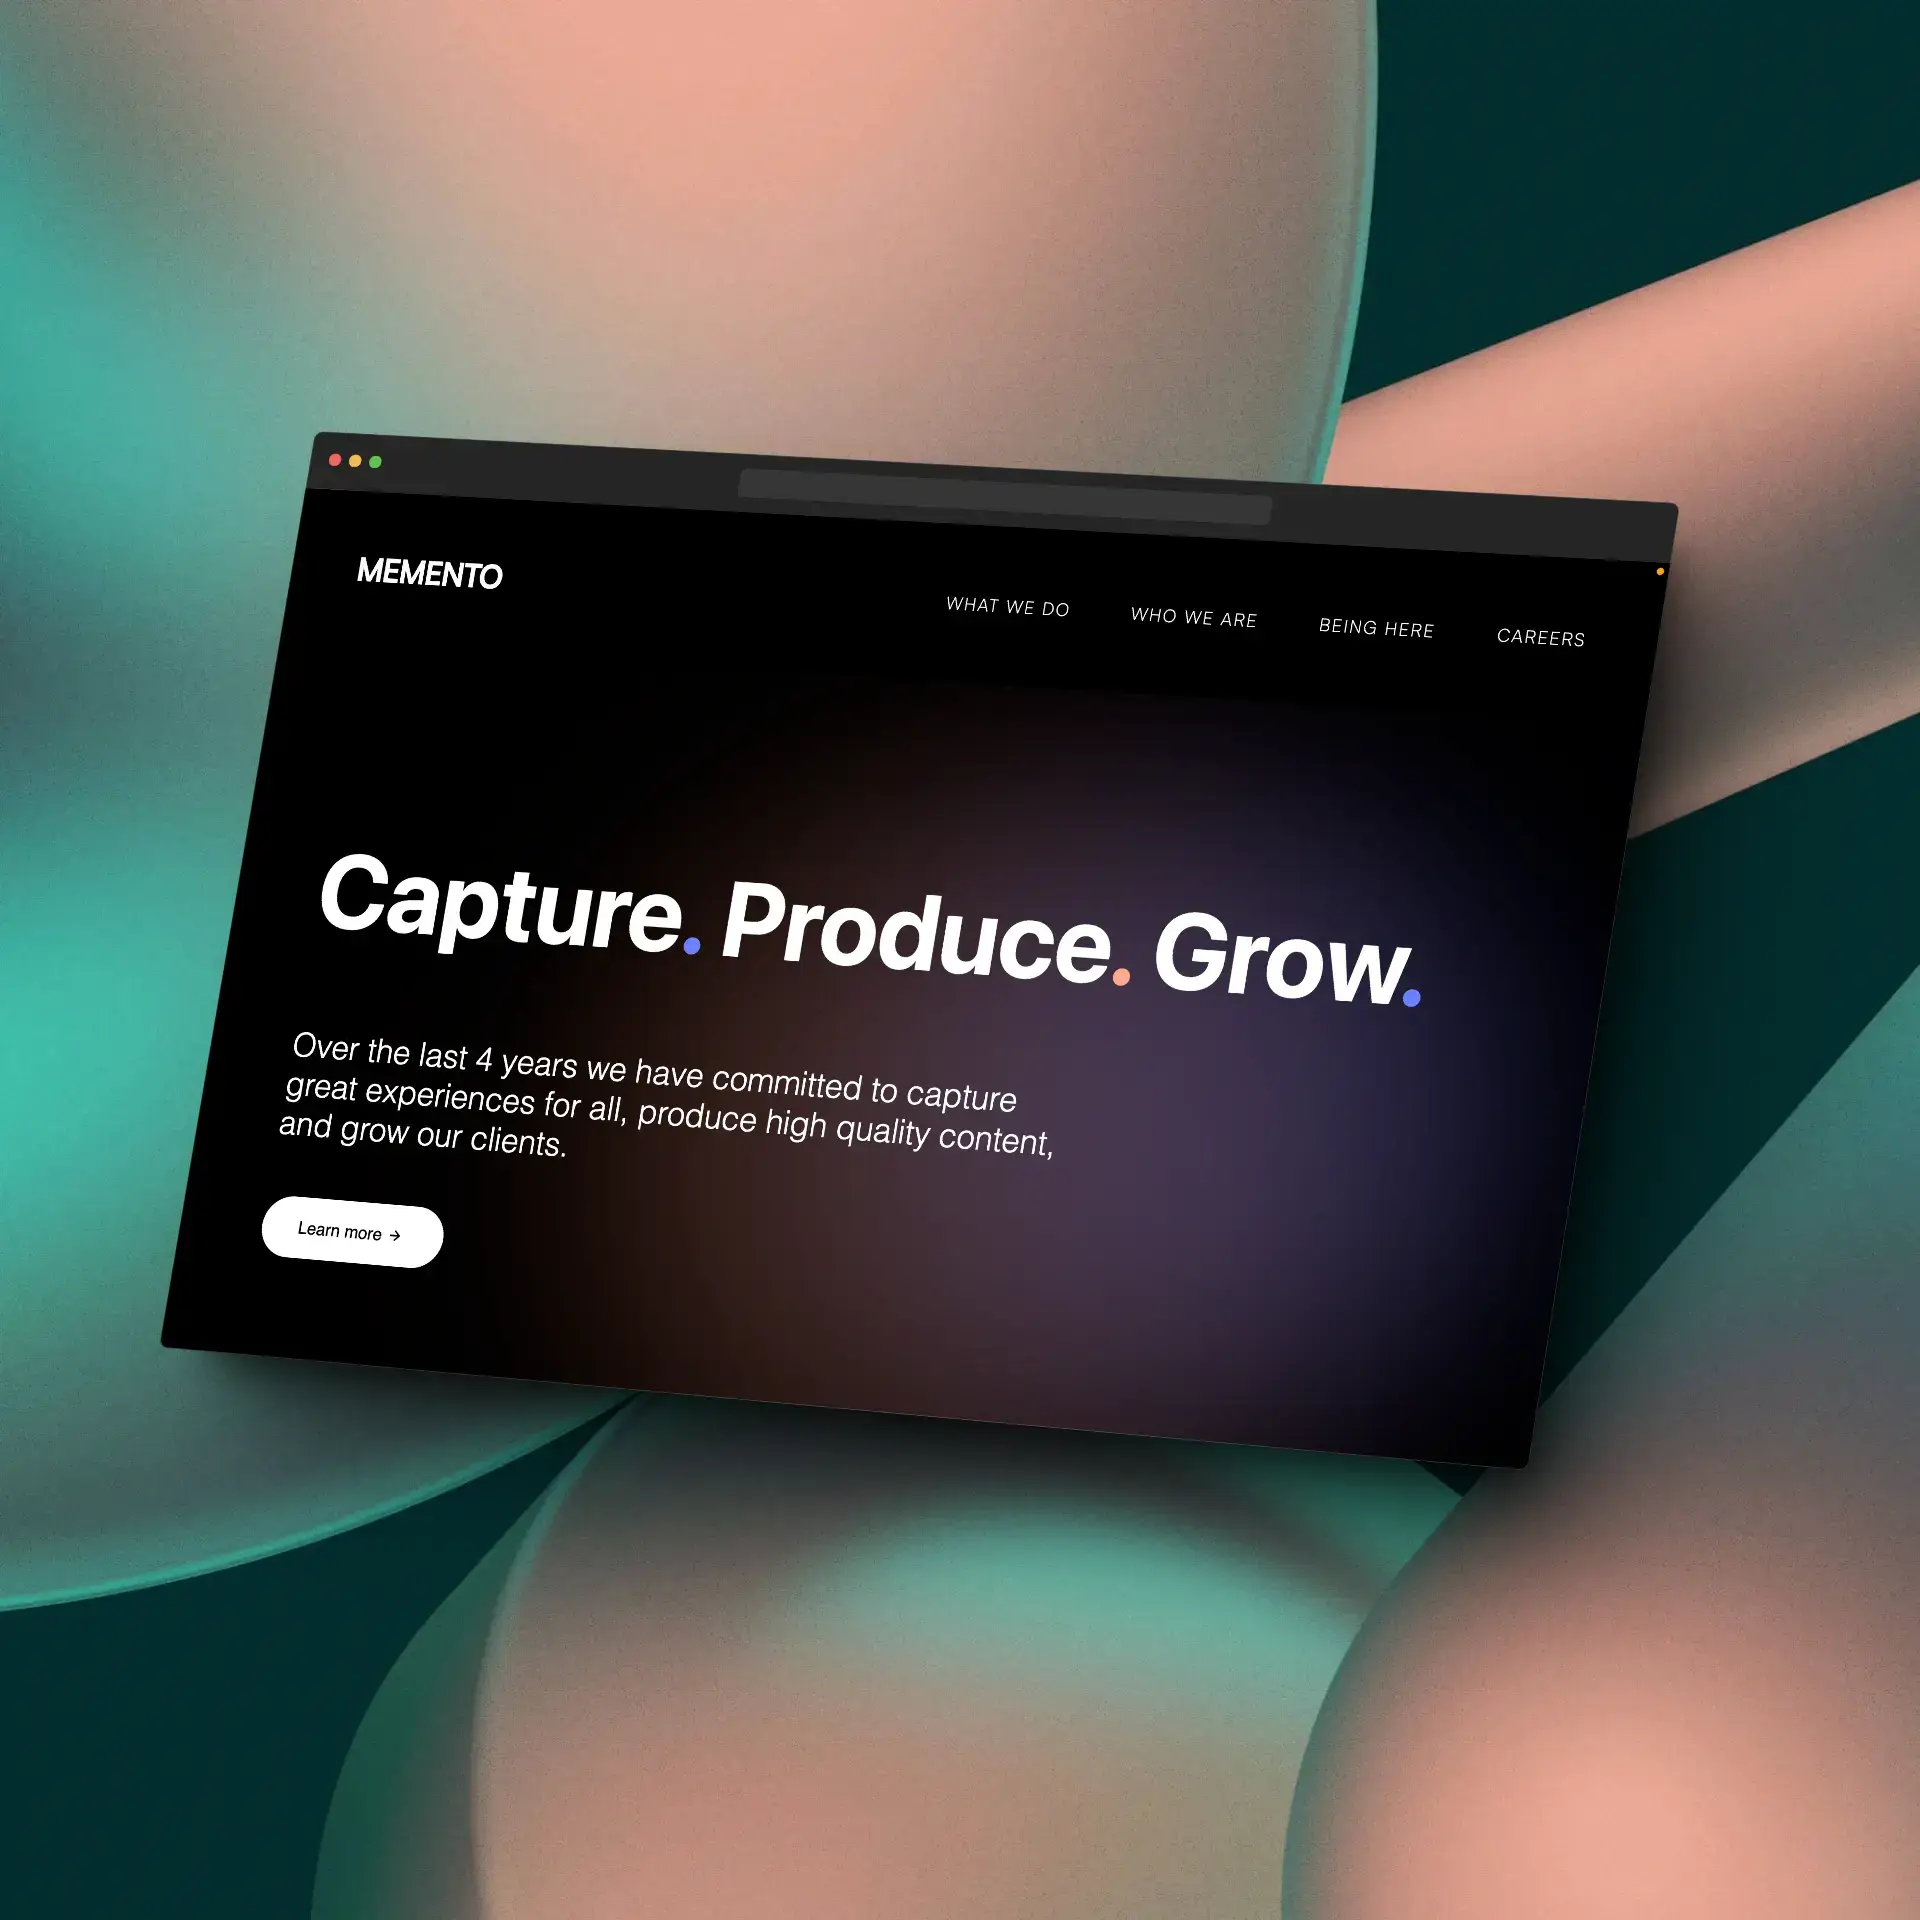 MEMENTO
WHAT WE DO WHO WE ARE BEING HERE CAREERS
Capture. Produce. Grow.
Over the last 4 years we have committed to capture
great experiences for all, produce high quality content,
and grow our clients.
Learn more →